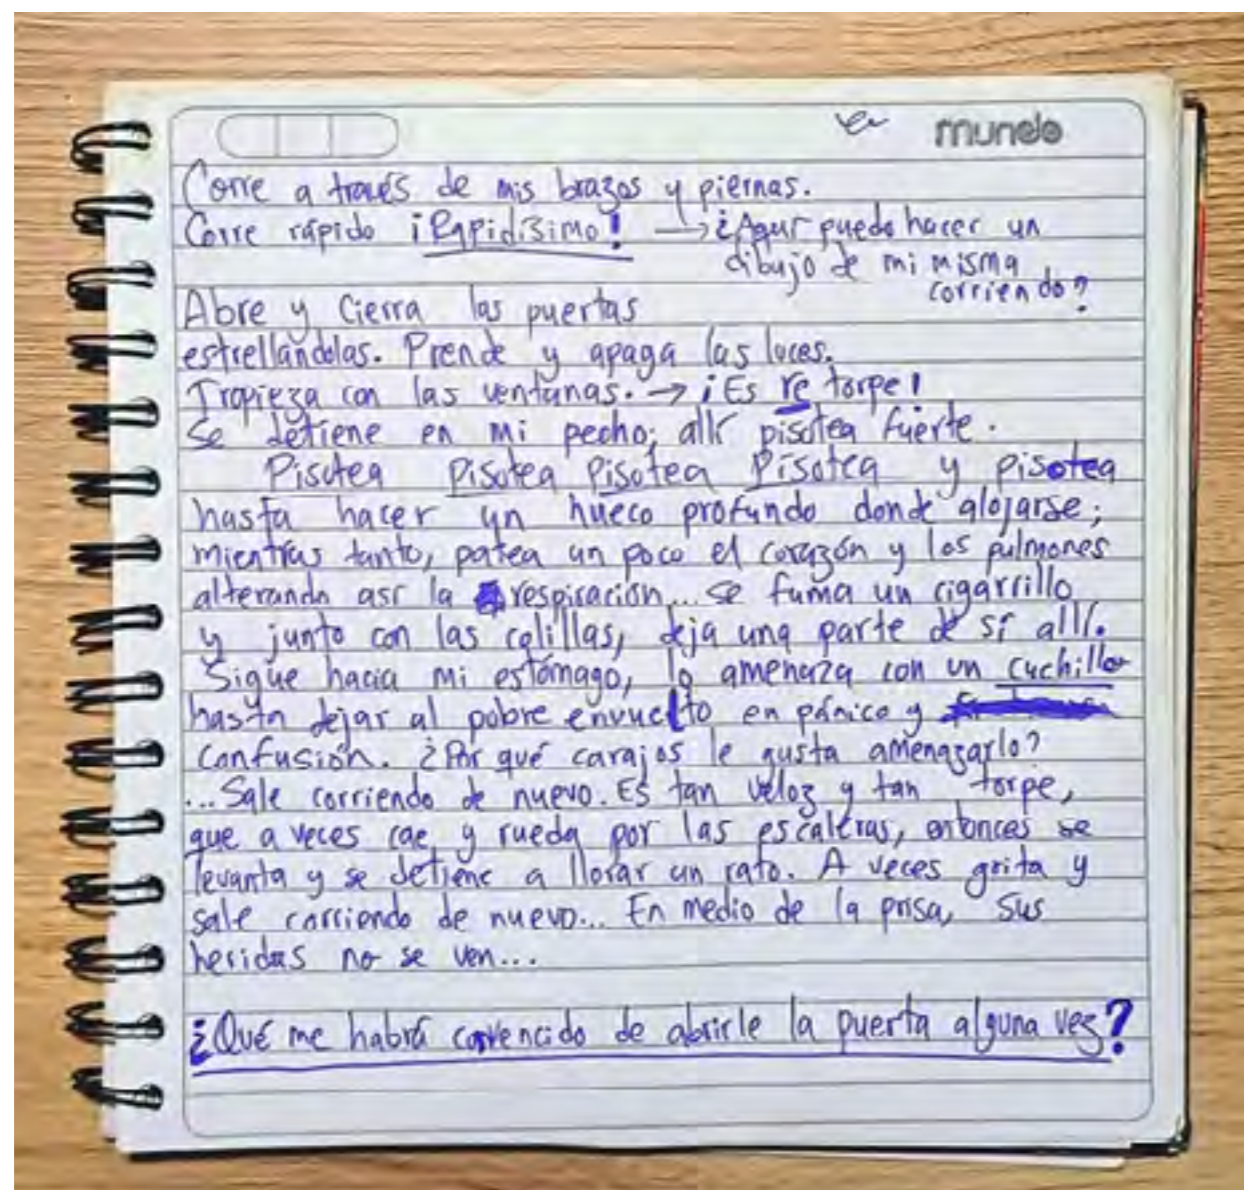 mundo
Corre a través de mis brazos y piernas.
Corre rápido ¡Rapidísimo! → ¿Aquí puedo hacer un
dibujo de mi misma
corriendo?
Abre y cierra las puertas
estrellándolas. Prende y apaga las luces.
Tropieza con las ventanas. → ¡Es re torpe!
Se detiene en mi pecho; allí pisotea fuerte.
Pisotea Pisotea Pisotea Pisotea y pisotea
hasta hacer un hueco profundo donde alojarse;
mientras tanto, patea un poco el corazón y los pulmones
alterando así la respiración... se fuma un cigarrillo
y junto con las colillas, deja una parte de sí allí.
Sigue hacia mi estómago, lo amenaza con un cuchillo
hasta dejar al pobre envuelto en pánico y
confusión. ¿Por qué carajos le gusta amenazarlo?
...Sale corriendo de nuevo. Es tan veloz y tan torpe,
que a veces cae y rueda por las escaleras, entonces se
levanta y se detiene a llorar un rato. A veces grita y
sale corriendo de nuevo... En medio de la prisa, sus
heridas no se ven...
¿Qué me habrá convencido de abrirle la puerta alguna vez?